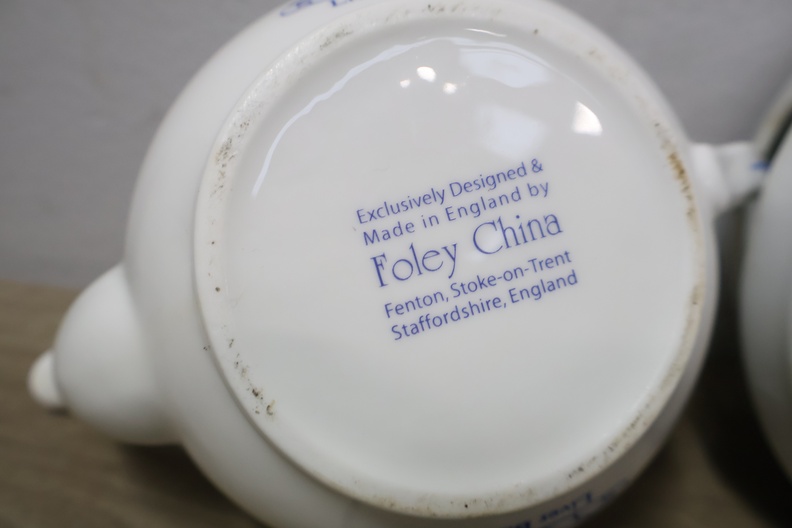 Exclusively Designed &
Made in England by
Foley China
Fenton, Stoke-on-Trent
Staffordshire, England